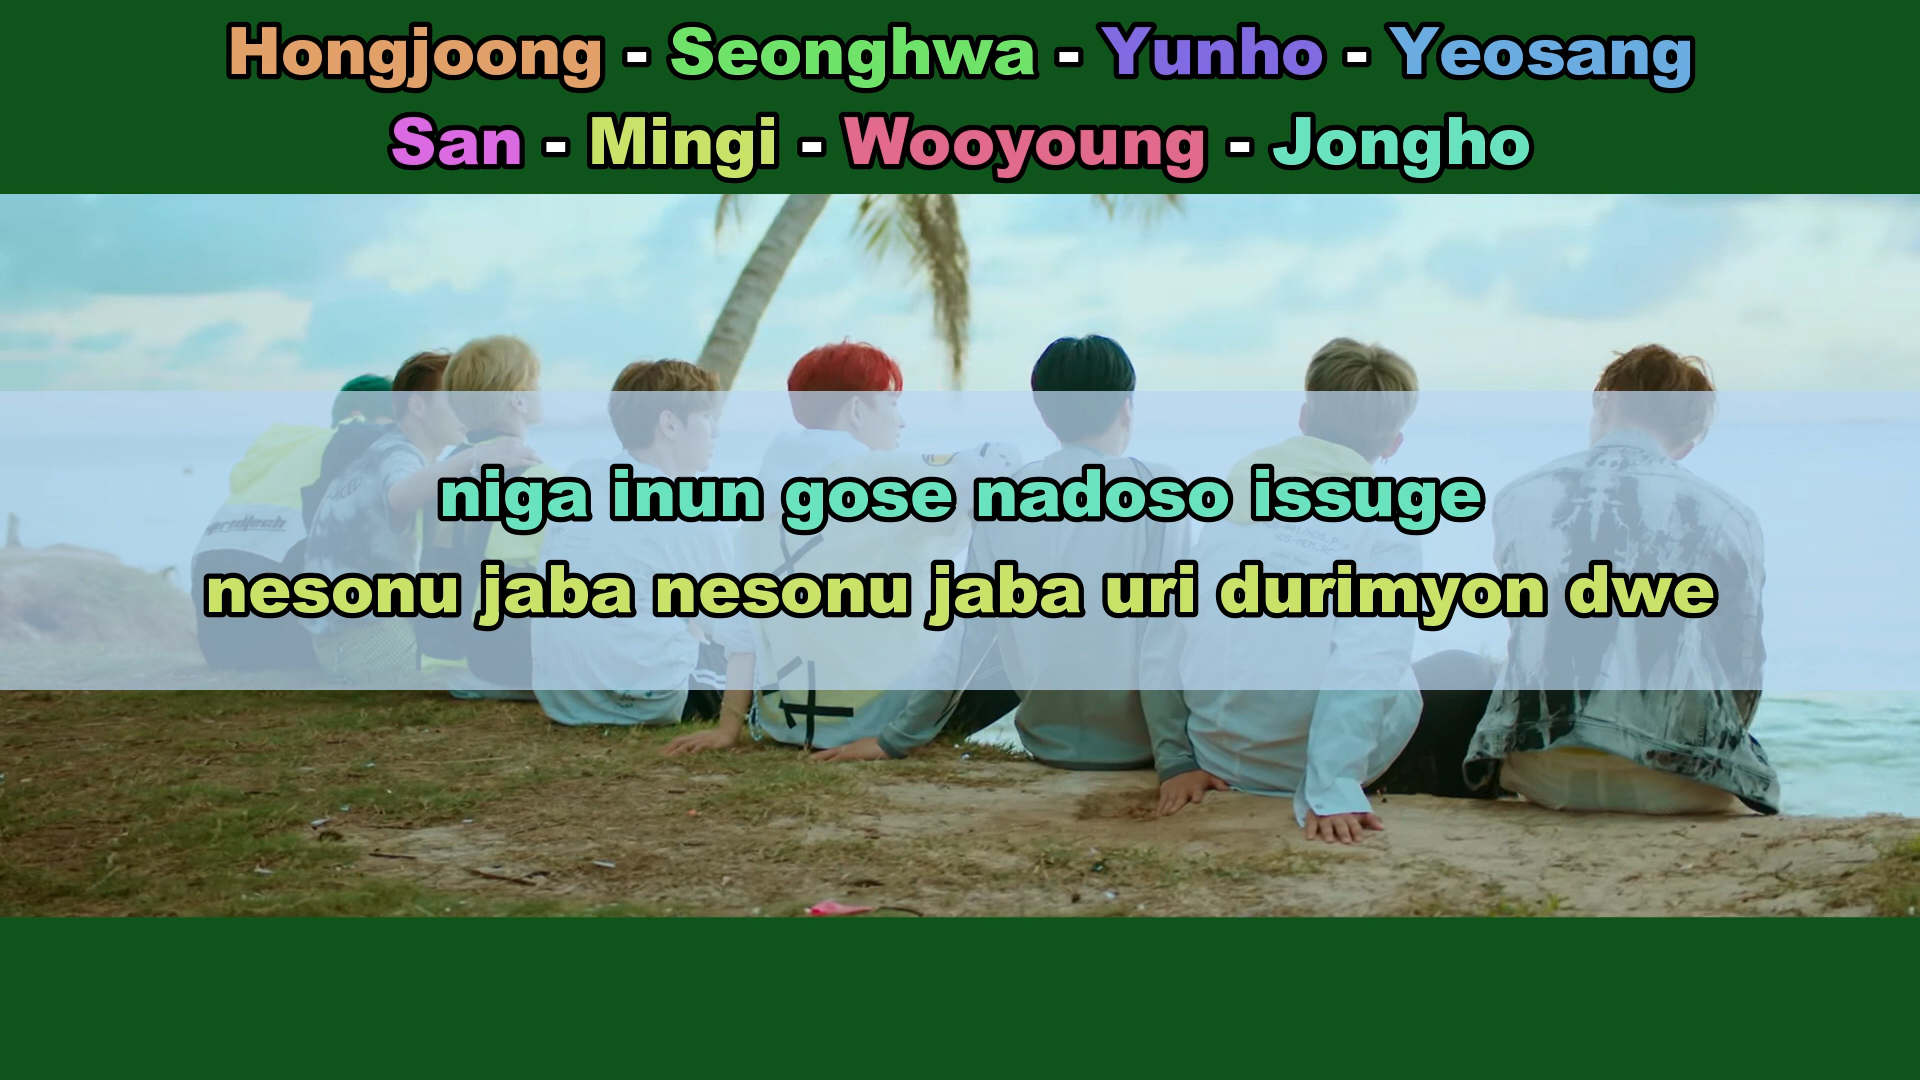 Hongjoong - Seonghwa - Yunho - Yeosang
San - Mingi - Wooyoung - Jongho
niga inun gose nadoso issuge
nesonu jaba nesonu jaba uri durimyon dwe